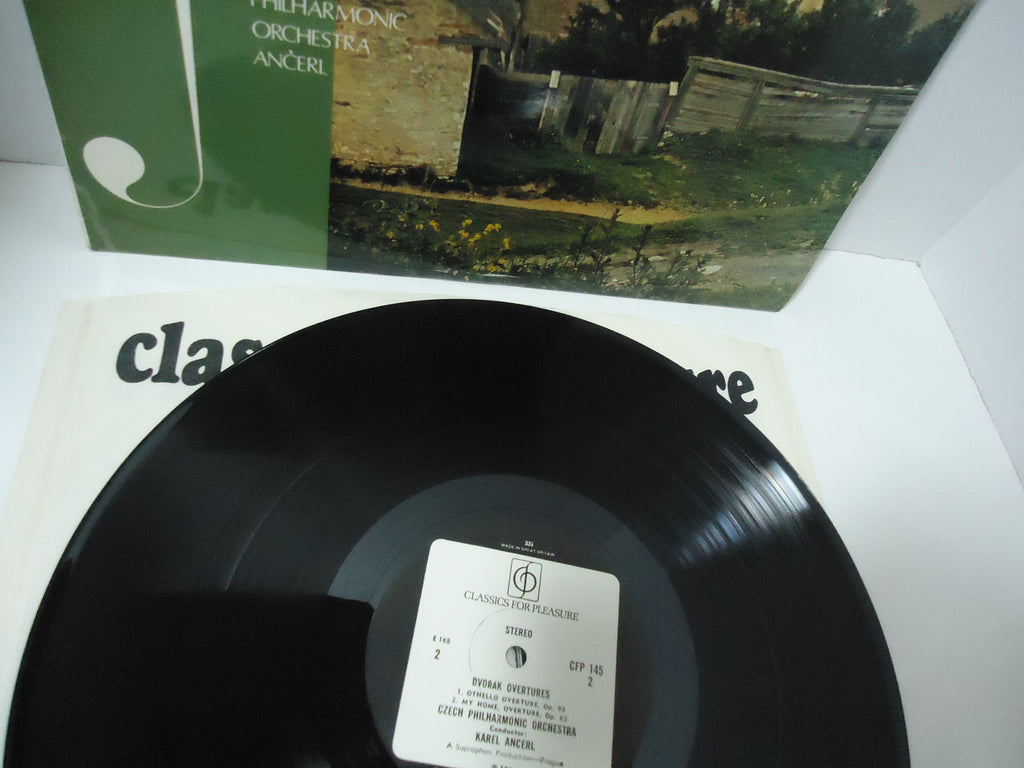 PHILHARMONIC
ORCHESTRA
ANČERL
clas
re
33⅓
MADE IN GREAT BRITAIN
CLASSICS FOR PLEASURE
STEREO
E 168
2
CFP 145
2
DVORAK OVERTURES
1. OTHELLO OVERTURE, Op. 93
2. MY HOME, OVERTURE, Op. 62
CZECH PHILHARMONIC ORCHESTRA
Conductor:
KAREL ANCERL
A Supraphon Production—Prague